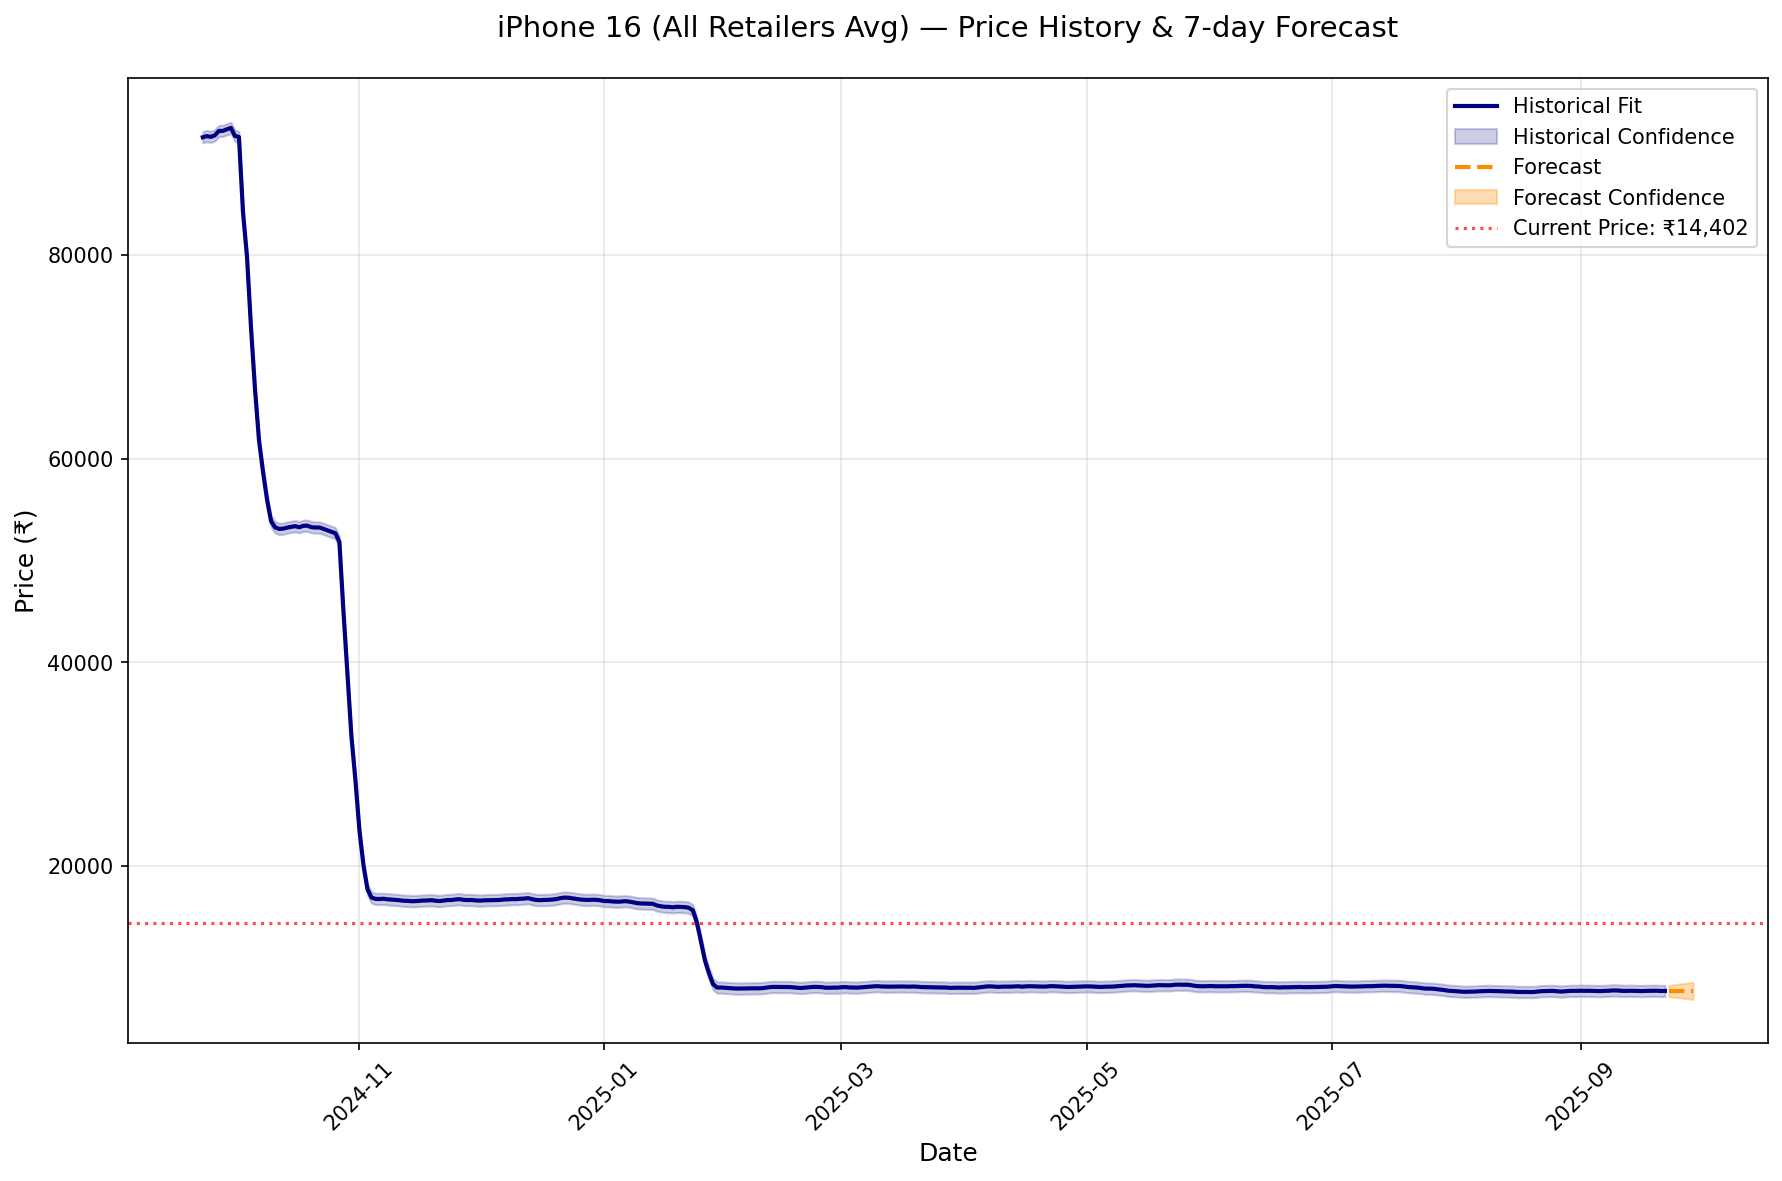 iPhone 16 (All Retailers Avg) — Price History & 7-day Forecast
Historical Fit
Historical Confidence
Forecast
Forecast Confidence
Current Price: ₹14,402
Price (₹)
80000
60000
40000
20000
2024-11
2025-01
2025-03
2025-05
2025-07
2025-09
Date